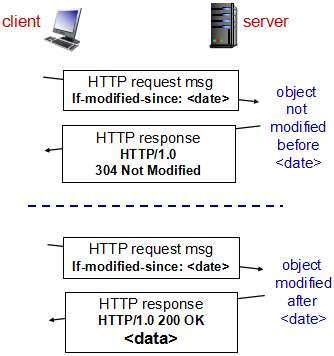 client
server
HTTP request msg
If-modified-since: <date>
object
not
modified
before
<date>
HTTP response
HTTP/1.0
304 Not Modified
HTTP request msg
If-modified-since: <date>
object
modified
after
<date>
HTTP response
HTTP/1.0 200 OK
<data>